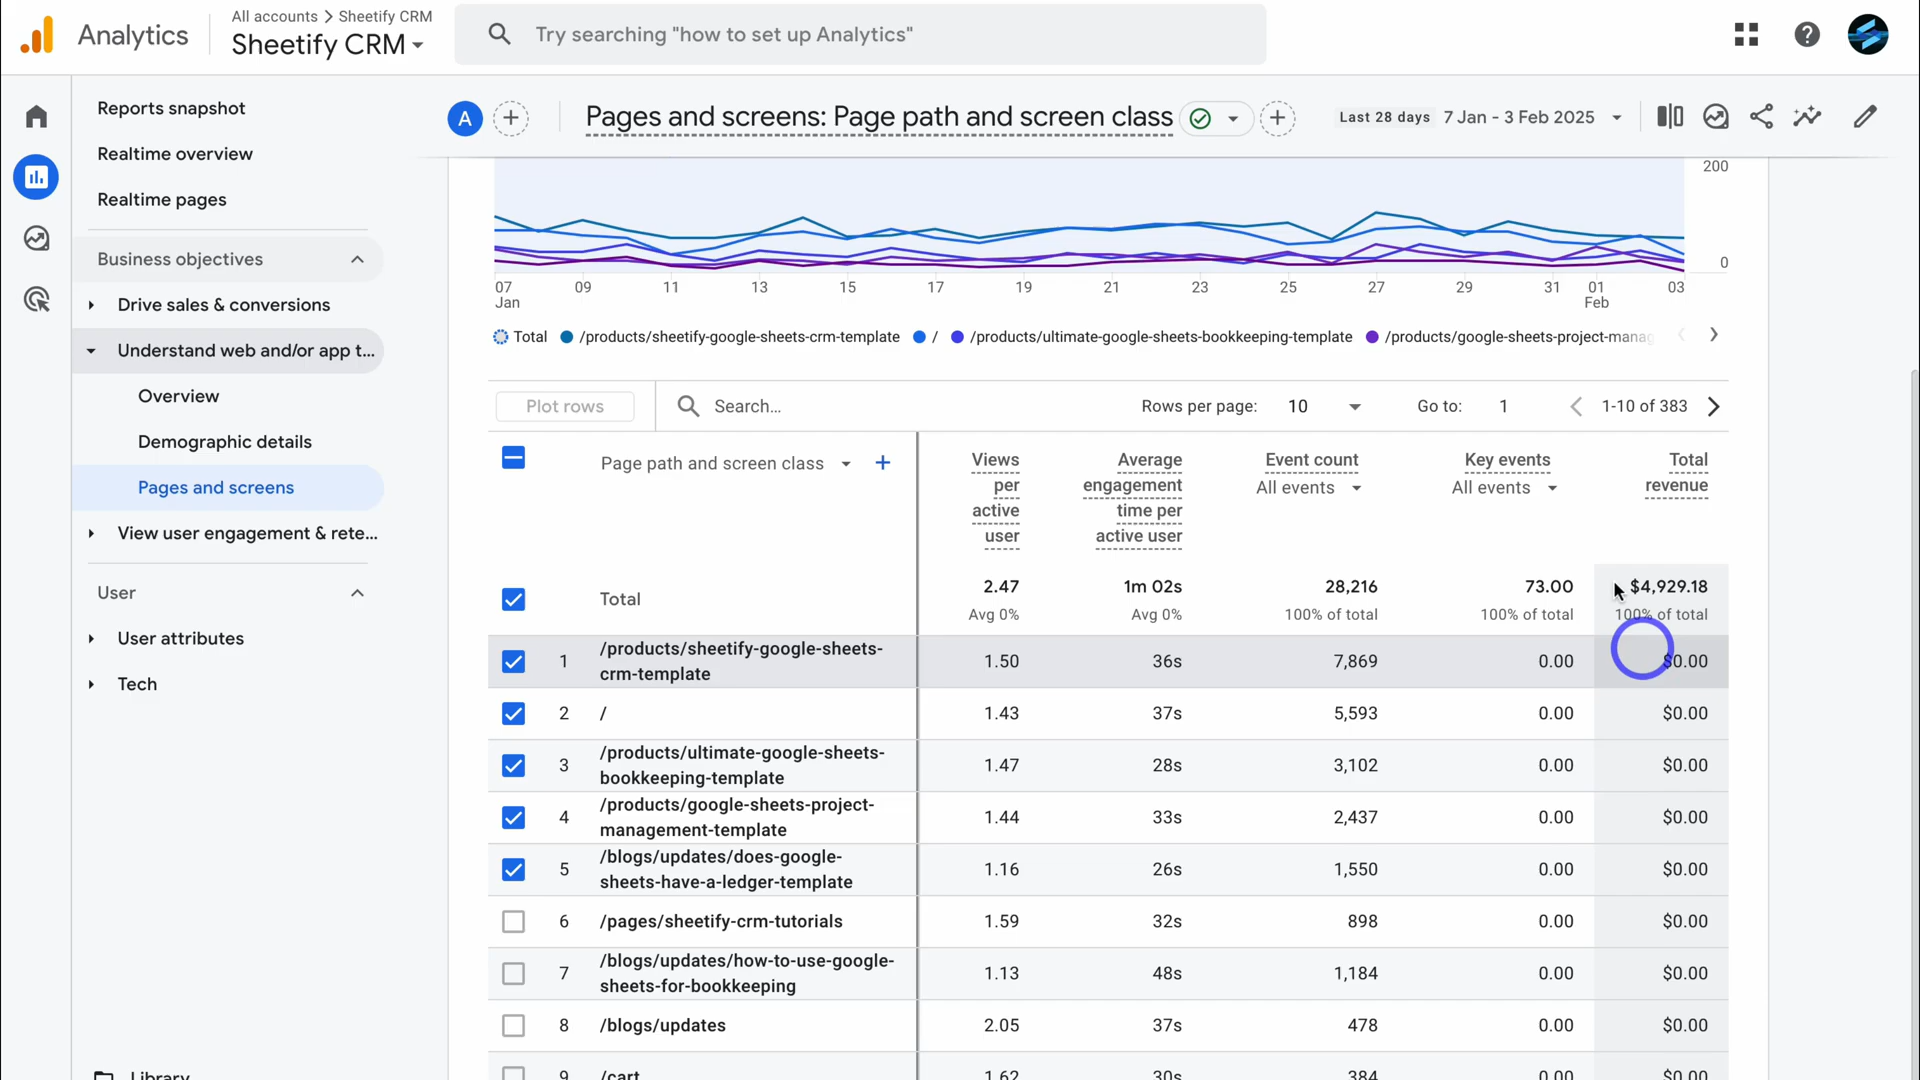 Analytics
All accounts > Sheetify CRM
Sheetify CRM
Try searching "how to set up Analytics"
Reports snapshot
Realtime overview
Realtime pages
Business objectives
Drive sales & conversions
Understand web and/or app t...
Overview
Demographic details
Pages and screens
View user engagement & rete...
User
User attributes
Tech
Library
A
Pages and screens: Page path and screen class
Last 28 days 7 Jan - 3 Feb 2025
200
0
07 Jan 09 11 13 15 17 19 21 23 25 27 29 31 01 Feb 03
Total /products/sheetify-google-sheets-crm-template / /products/ultimate-google-sheets-bookkeeping-template /products/google-sheets-project-manag
Plot rows Search... Rows per page: 10 Go to: 1 1-10 of 383
Page path and screen class
Views per active user
Average engagement time per active user
Event count All events
Key events All events
Total revenue
Total 2.47 1m 02s 28,216 73.00 $4,929.18
Avg 0% Avg 0% 100% of total 100% of total 100% of total
1 /products/sheetify-google-sheets-crm-template 1.50 36s 7,869 0.00 $0.00
2 / 1.43 37s 5,593 0.00 $0.00
3 /products/ultimate-google-sheets-bookkeeping-template 1.47 28s 3,102 0.00 $0.00
4 /products/google-sheets-project-management-template 1.44 33s 2,437 0.00 $0.00
5 /blogs/updates/does-google-sheets-have-a-ledger-template 1.16 26s 1,550 0.00 $0.00
6 /pages/sheetify-crm-tutorials 1.59 32s 898 0.00 $0.00
7 /blogs/updates/how-to-use-google-sheets-for-bookkeeping 1.13 48s 1,184 0.00 $0.00
8 /blogs/updates 2.05 37s 478 0.00 $0.00
9 /cart 1.62 30s 384 0.00 $0.00